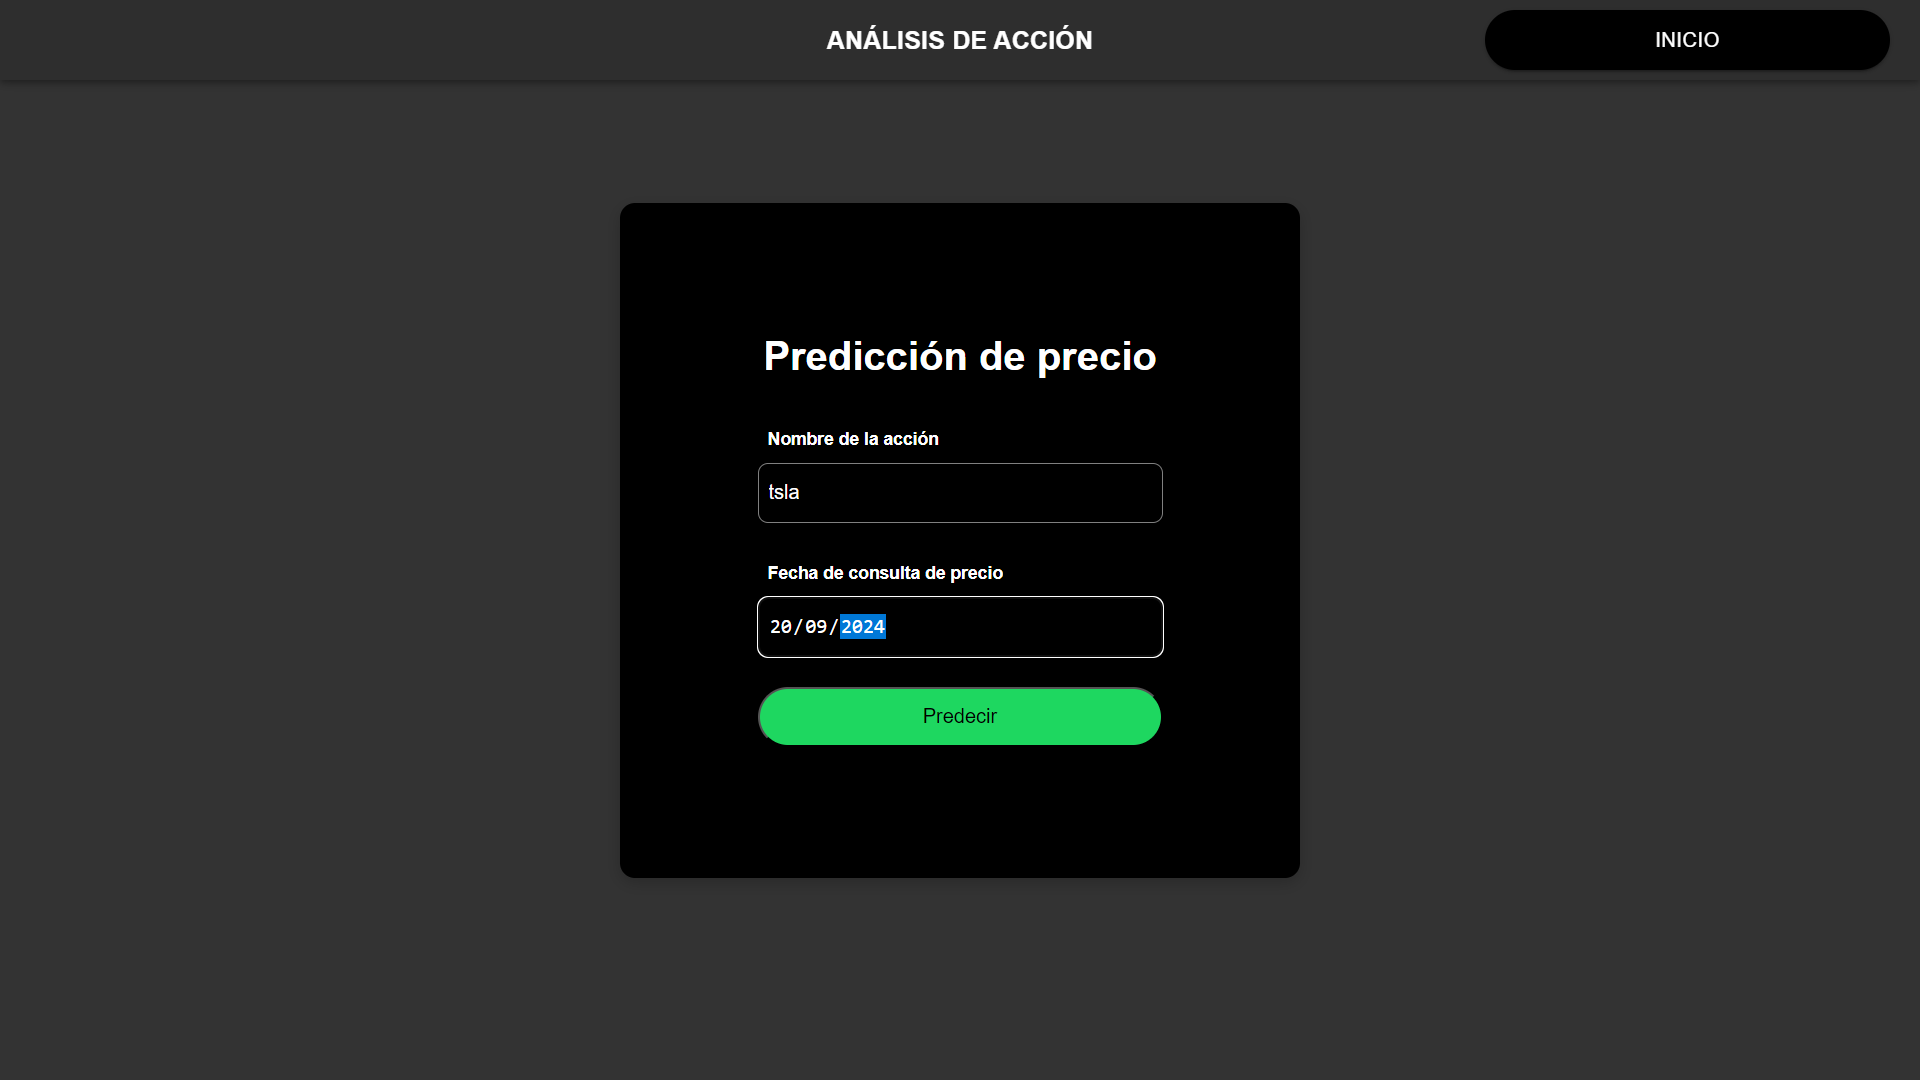 ANÁLISIS DE ACCIÓN
INICIO
Predicción de precio
Nombre de la acción
tsla
Fecha de consulta de precio
20/09/2024
Predecir